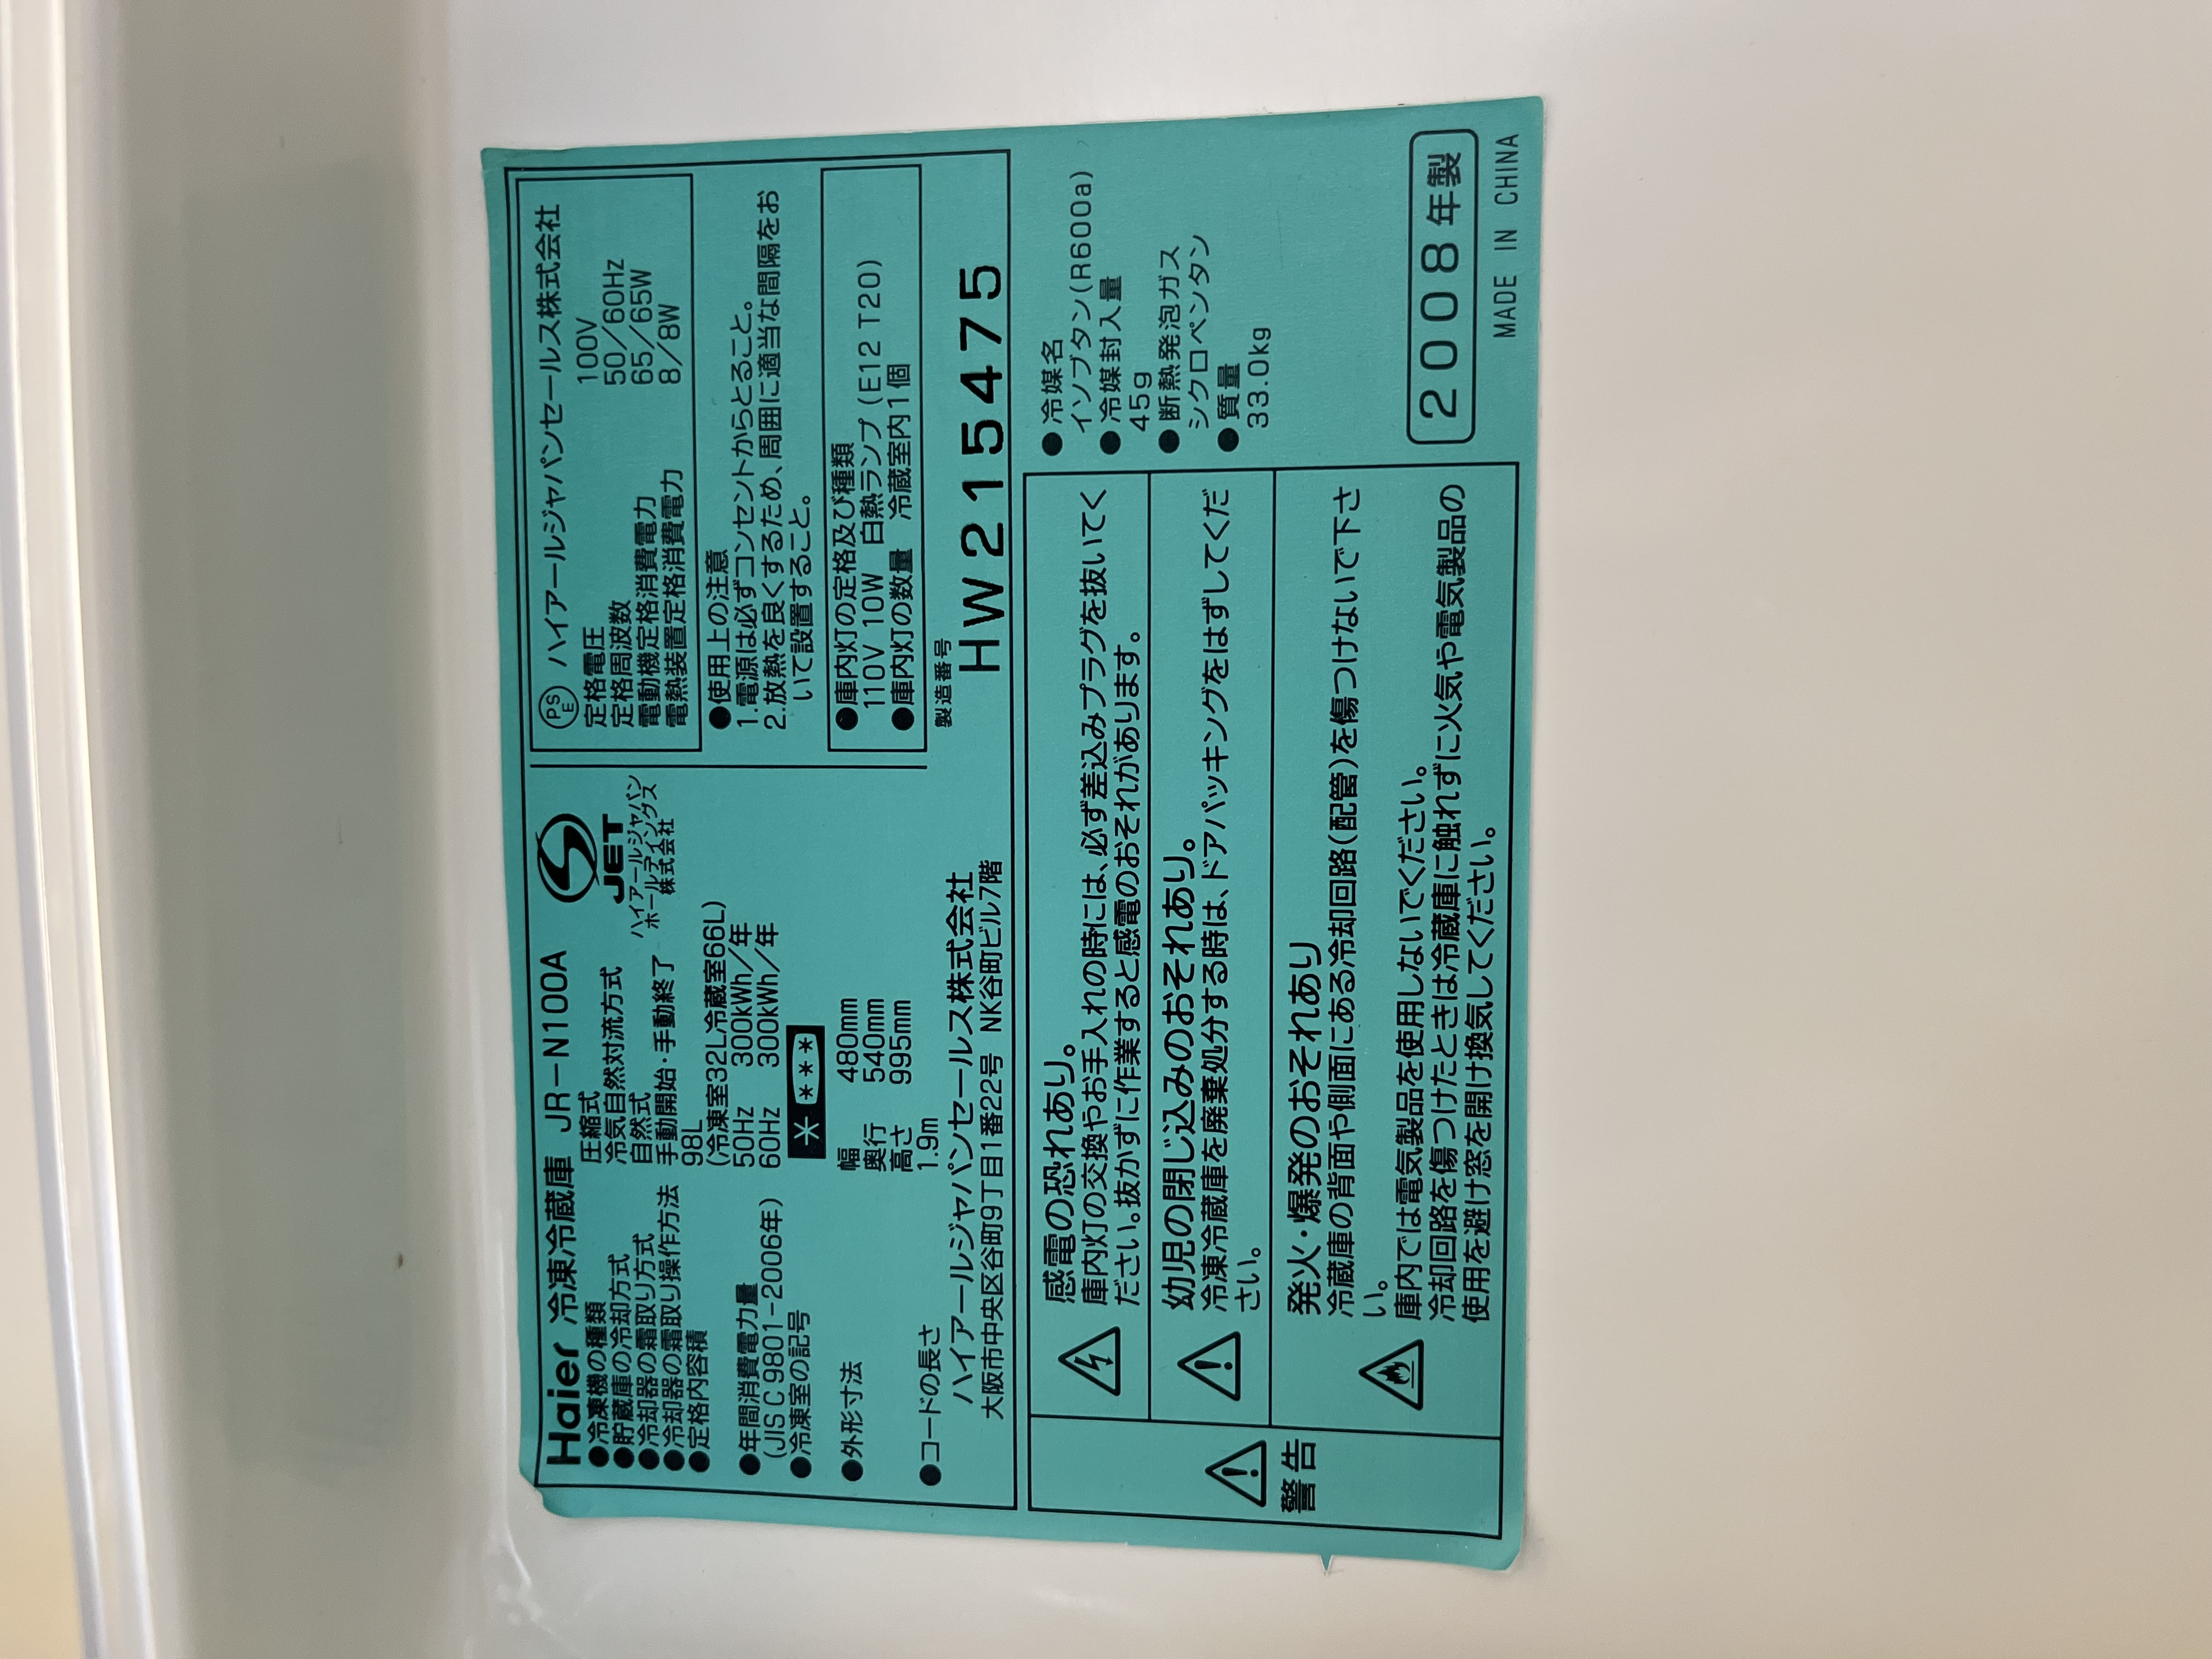 Haier 冷凍冷蔵庫 JR-N100A
●冷凍機の種類 圧縮式
●貯蔵庫の冷却方式 冷気自然対流方式
●冷却器の霜取り方式 自然式
●冷却器の霜取り操作方法 手動開始・手動終了
●定格内容積 98L
(冷凍室32L冷蔵室66L)
●年間消費電力量 50Hz 300kWh/年
(JIS C 9801-2006年) 60Hz 300kWh/年
●冷凍室の記号 * ***
●外形寸法 幅 480mm
奥行 540mm
高さ 995mm
●コードの長さ 1.9m
ハイアールジャパンセールス株式会社
大阪市中央区谷町9丁目1番22号 NK谷町ビル7階
S
JET
ハイアールジャパン
ホールディングス
株式会社
PSE ハイアールジャパンセールス株式会社
定格電圧 100V
定格周波数 50/60Hz
電動機定格消費電力 65/65W
電熱装置定格消費電力 8/8W
●使用上の注意
1.電源は必ずコンセントからとること。
2.放熱を良くするため、周囲に適当な間隔をお
いて設置すること。
●庫内灯の定格及び種類
110V 10W 白熱ランプ(E12 T20)
●庫内灯の数量 冷蔵室内1個
製造番号
HW215475
警告
感電の恐れあり。
庫内灯の交換やお手入れの時には、必ず差込みプラグを抜いてく
ださい。抜かずに作業すると感電のおそれがあります。
幼児の閉じ込みのおそれあり。
冷凍冷蔵庫を廃棄処分する時は、ドアパッキングをはずしてくだ
さい。
発火・爆発のおそれあり
冷蔵庫の背面や側面にある冷却回路(配管)を傷つけないで下さ
い。
庫内では電気製品を使用しないでください。
冷却回路を傷つけたときは冷蔵庫に触れずに火気や電気製品の
使用を避け窓を開け換気してください。
●冷媒名
イソブタン(R600a)
●冷媒封入量
45g
●断熱発泡ガス
シクロペンタン
●質量
33.0kg
2008年製
MADE IN CHINA